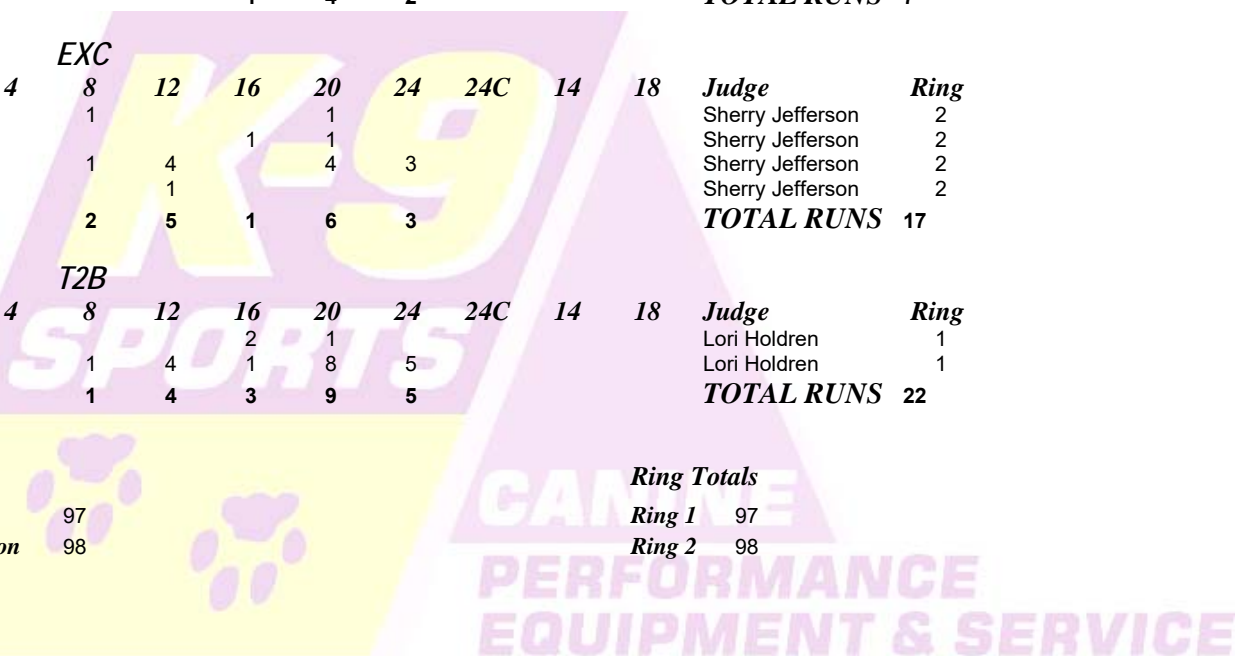 1 4 2 TOTAL RUNS 7
EXC
4 8 12 16 20 24 24C 14 18 Judge Ring
1 1 Sherry Jefferson 2
1 1 Sherry Jefferson 2
1 4 4 3 Sherry Jefferson 2
1 Sherry Jefferson 2
2 5 1 6 3 TOTAL RUNS 17
T2B
4 8 12 16 20 24 24C 14 18 Judge Ring
2 1 Lori Holdren 1
1 4 1 8 5 Lori Holdren 1
1 4 3 9 5 TOTAL RUNS 22
Ring Totals
97 Ring 1 97
on 98 Ring 2 98
K-9
SPORTS
CANINE
PERFORMANCE
EQUIPMENT & SERVICE